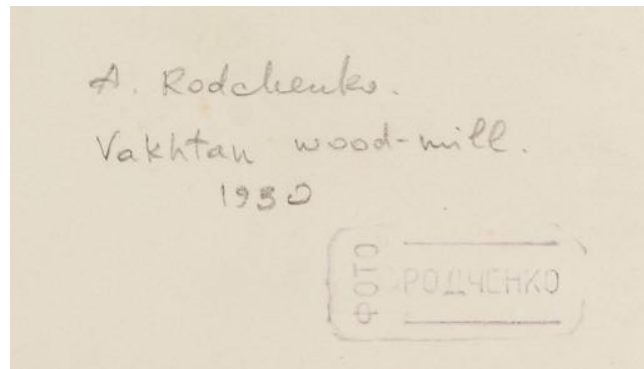 A. Rodchenko.
Vakhtan wood-mill.
1930
ФОТО
РОДЧЕНКО